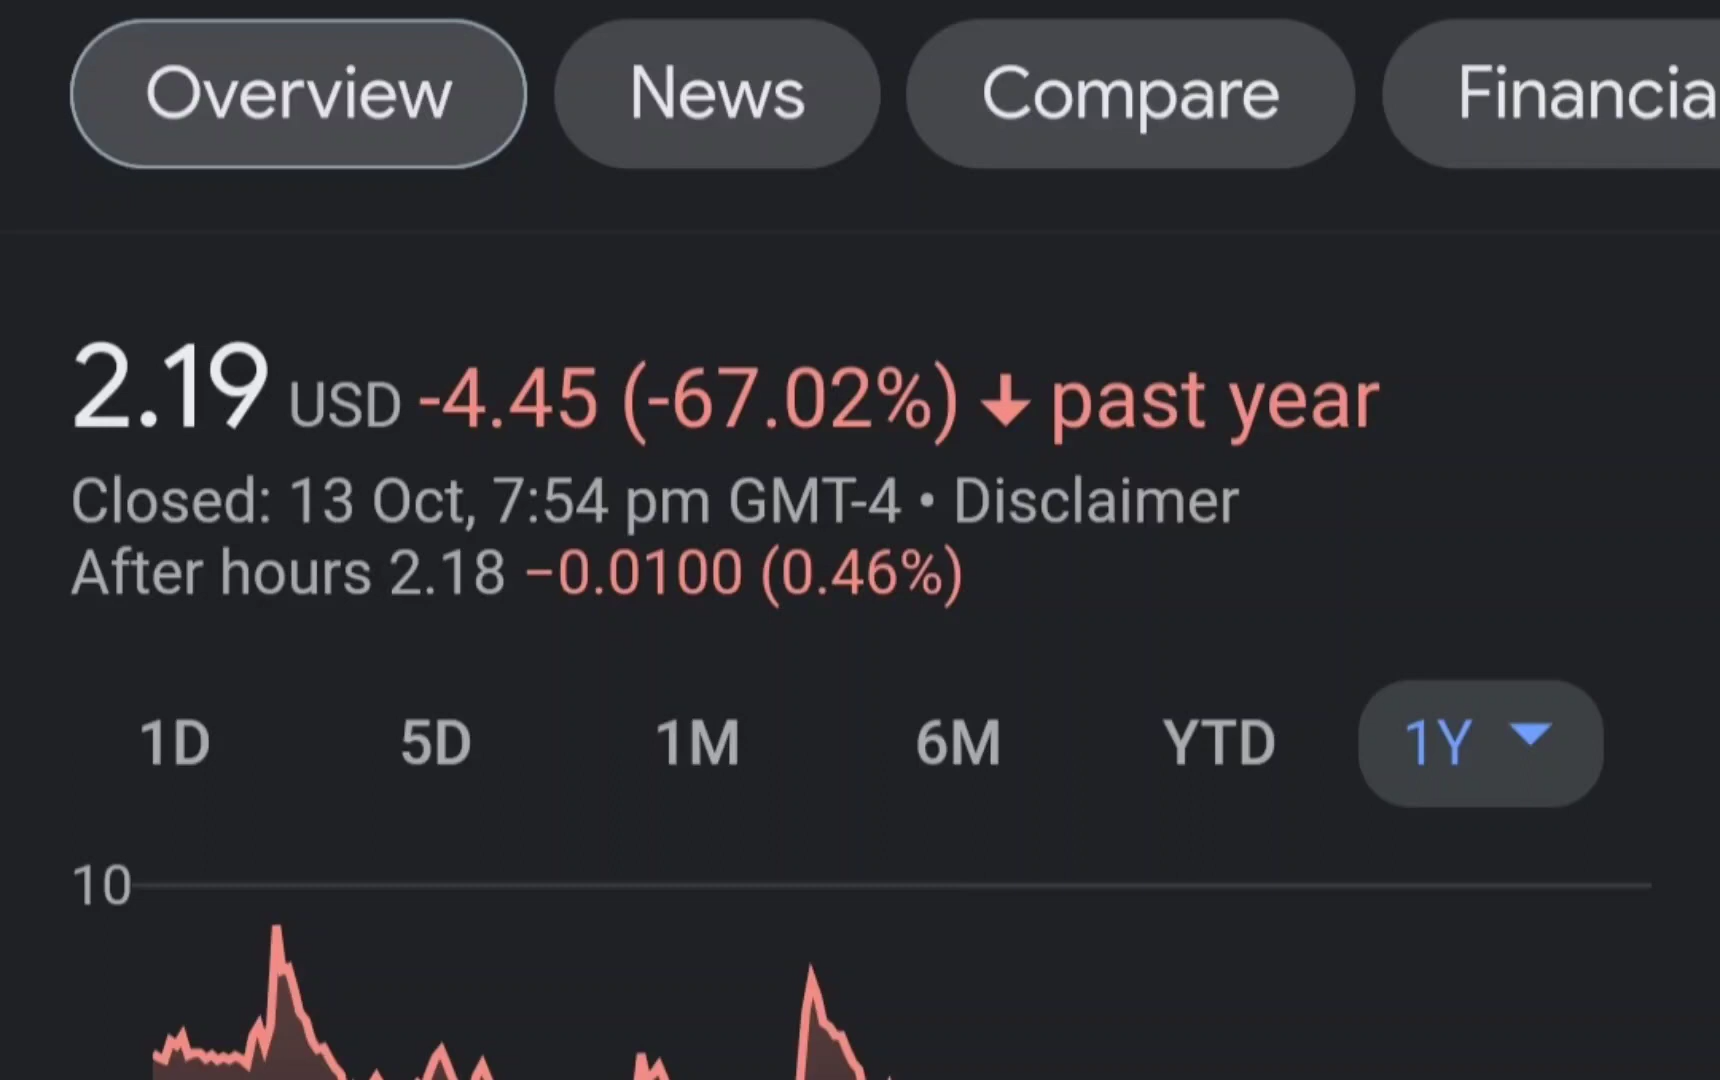 Overview News Compare Financia
2.19 USD -4.45 (-67.02%) ↓ past year
Closed: 13 Oct, 7:54 pm GMT-4 • Disclaimer
After hours 2.18 −0.0100 (0.46%)
1D 5D 1M 6M YTD 1Y
10